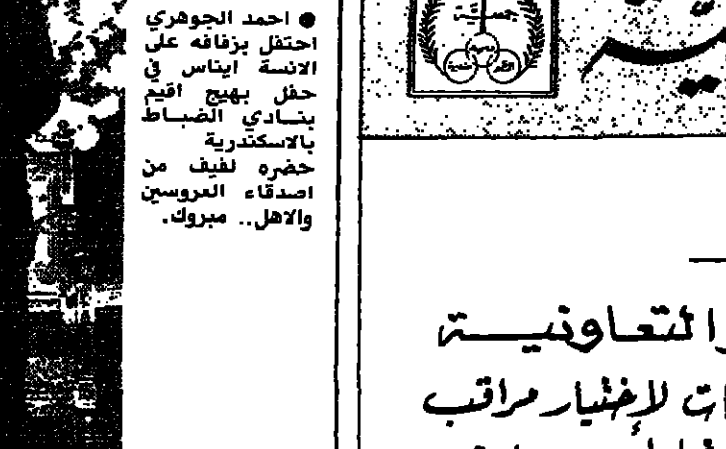 ● احمد الجوهري
احتفل بزفافه على
الانسة ايناس في
حفل بهيج اقيم
بنادي الضباط
بالاسكندرية
حضره لفيف من
اصدقاء العروسين
والاهل.. مبروك.
التعاونية
لإختيار مراقب